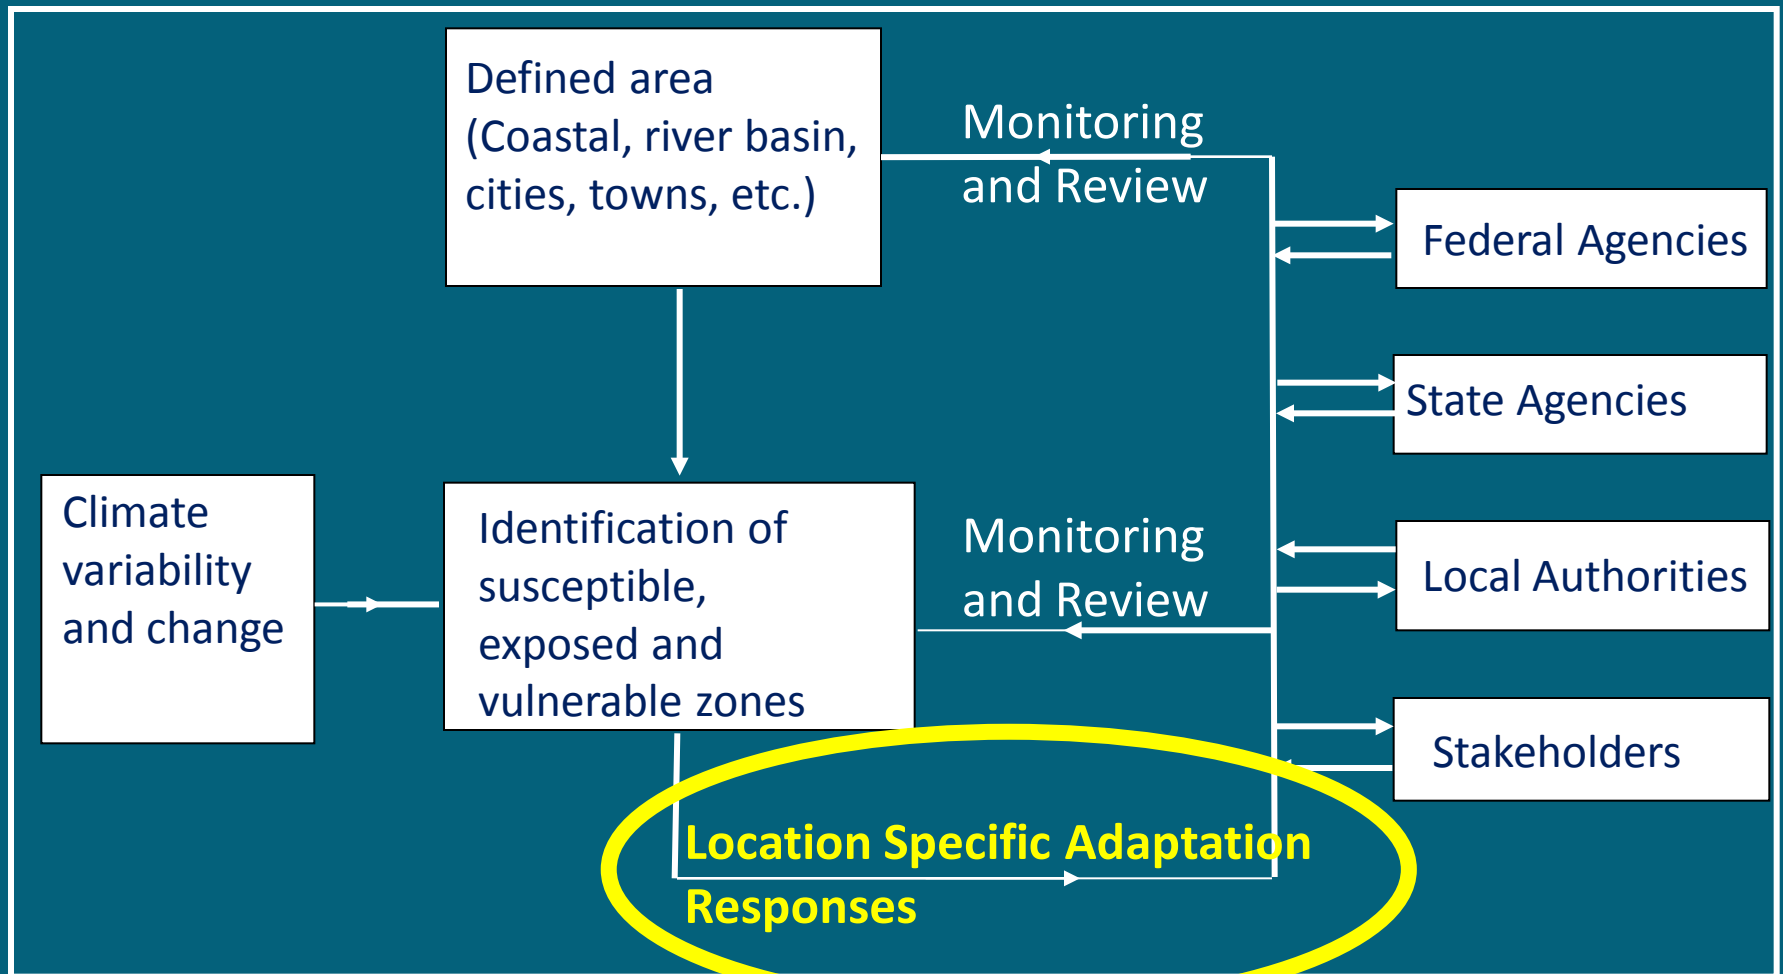 Defined area
(Coastal, river basin,
cities, towns, etc.)
Monitoring
and Review
Federal Agencies
State Agencies
Climate
variability
and change
Identification of
susceptible,
exposed and
vulnerable zones
Monitoring
and Review
Local Authorities
Stakeholders
Location Specific Adaptation
Responses